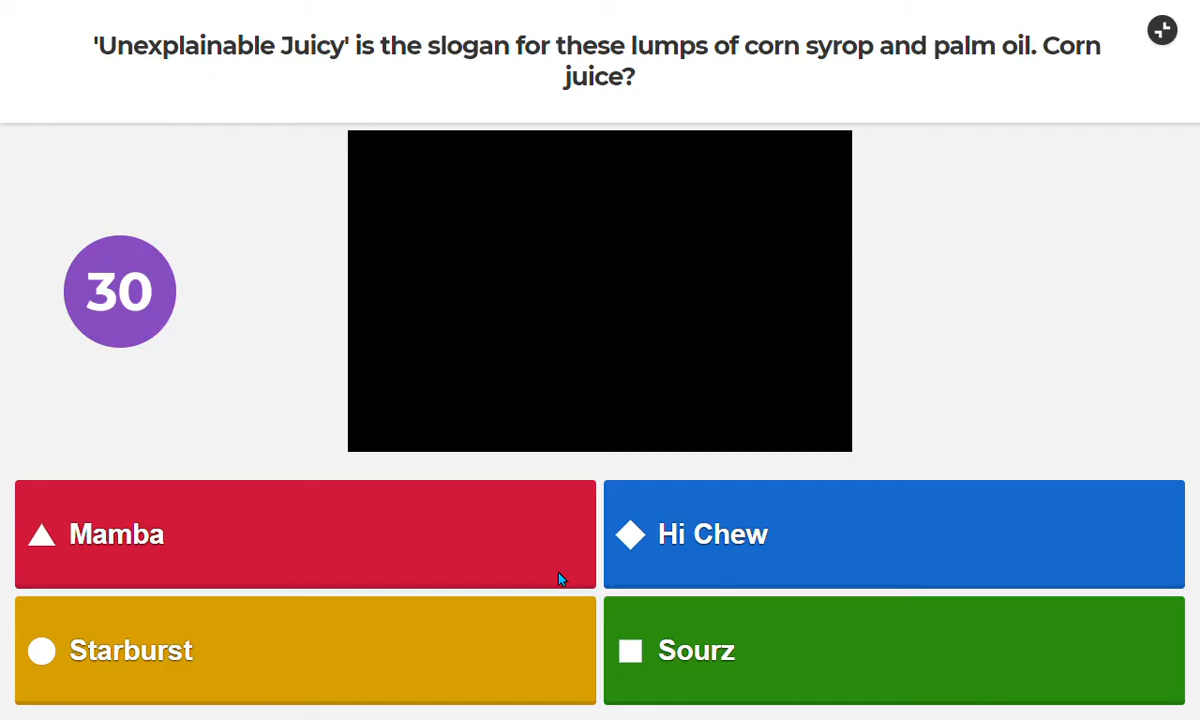 'Unexplainable Juicy' is the slogan for these lumps of corn syrup and palm oil. Corn
juice?
30
Mamba
Hi Chew
Starburst
Sourz